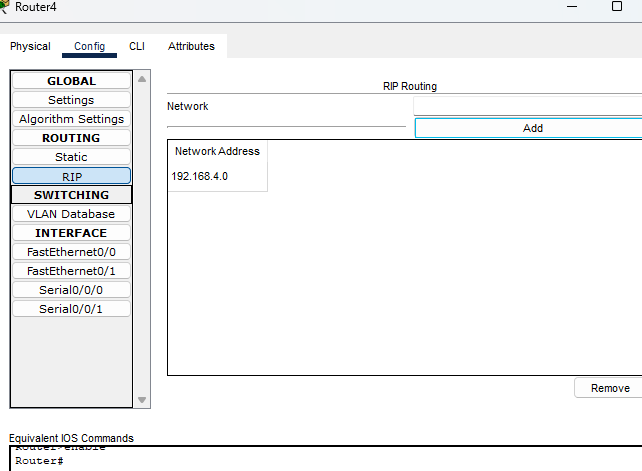 Router4
Physical Config CLI Attributes
GLOBAL
Settings
Algorithm Settings
ROUTING
Static
RIP
SWITCHING
VLAN Database
INTERFACE
FastEthernet0/0
FastEthernet0/1
Serial0/0/0
Serial0/0/1
RIP Routing
Network
Add
Network Address
192.168.4.0
Remove
Equivalent IOS Commands
Router>enable
Router#